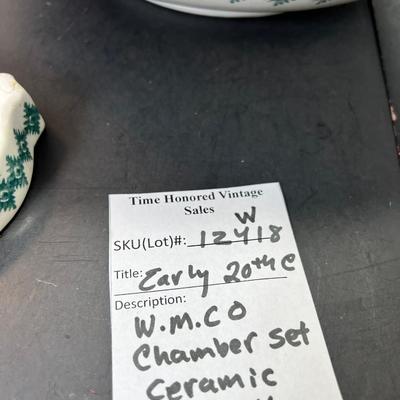 Time Honored Vintage
Sales
W
SKU(Lot)#: 12418
Title: Early 20th C
Description:
W.M.CO
Chamber set
ceramic